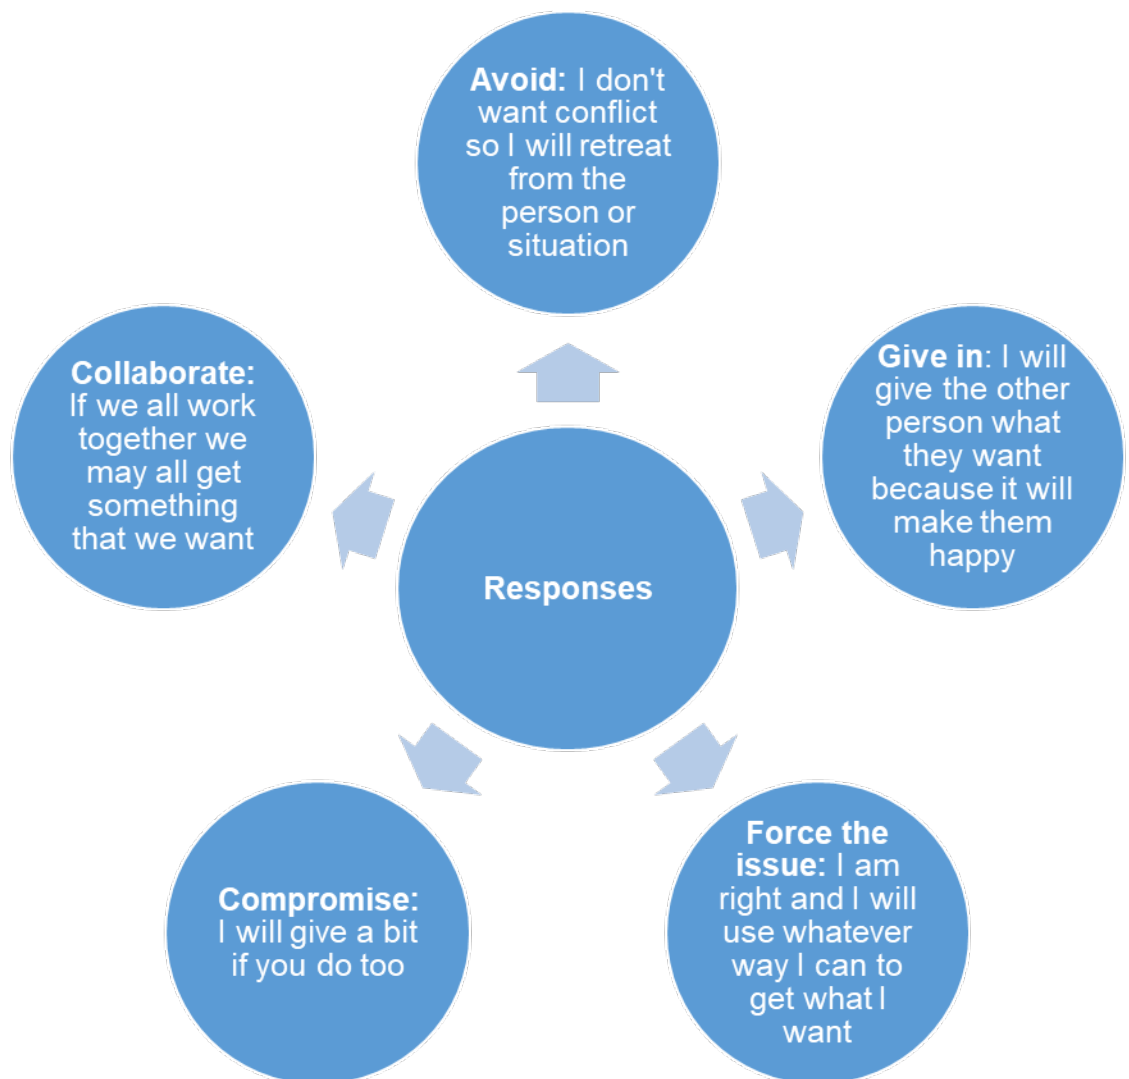 Avoid: I don't
want conflict
so I will retreat
from the
person or
situation
Give in: I will
give the other
person what
they want
because it will
make them
happy
Force the
issue: I am
right and I will
use whatever
way I can to
get what I
want
Compromise:
I will give a bit
if you do too
Collaborate:
If we all work
together we
may all get
something
that we want
Responses